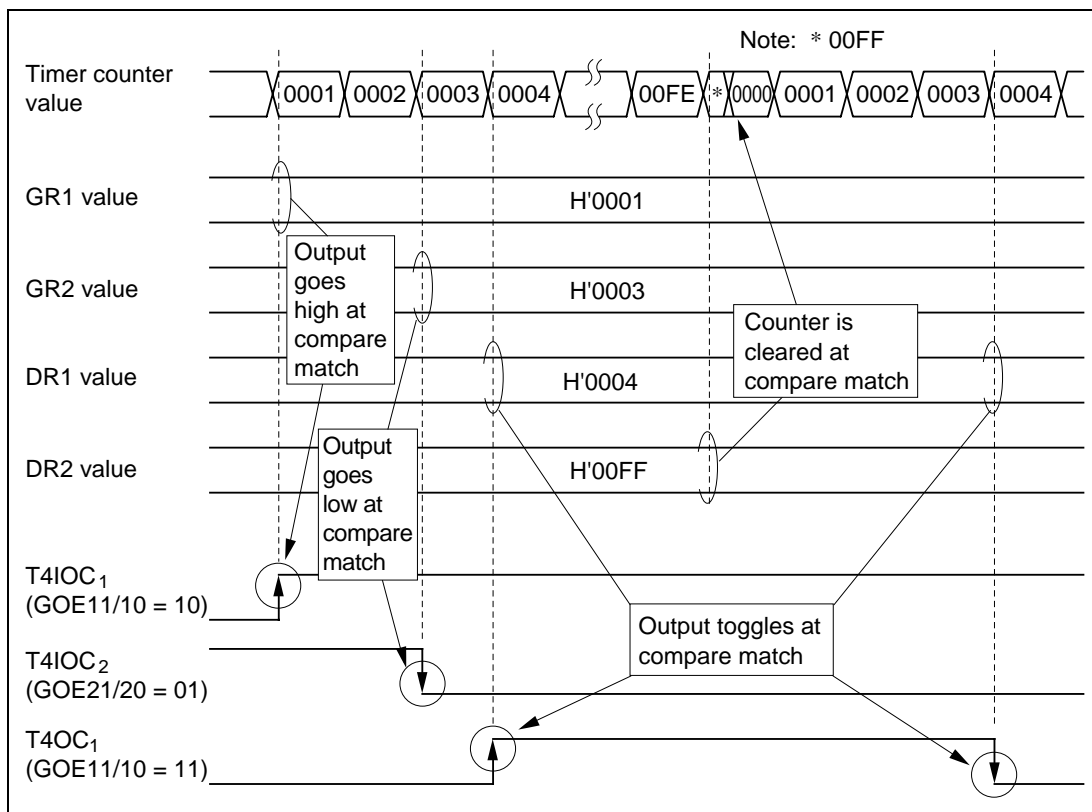 Note: * 00FF
Timer counter
value
0001 0002 0003 0004 00FE * 0000 0001 0002 0003 0004
GR1 value
H'0001
Output
goes
high at
compare
match
GR2 value
H'0003
Counter is
cleared at
compare match
DR1 value
H'0004
Output
goes
low at
compare
match
DR2 value
H'00FF
T4IOC1
(GOE11/10 = 10)
Output toggles at
compare match
T4IOC2
(GOE21/20 = 01)
T4OC1
(GOE11/10 = 11)